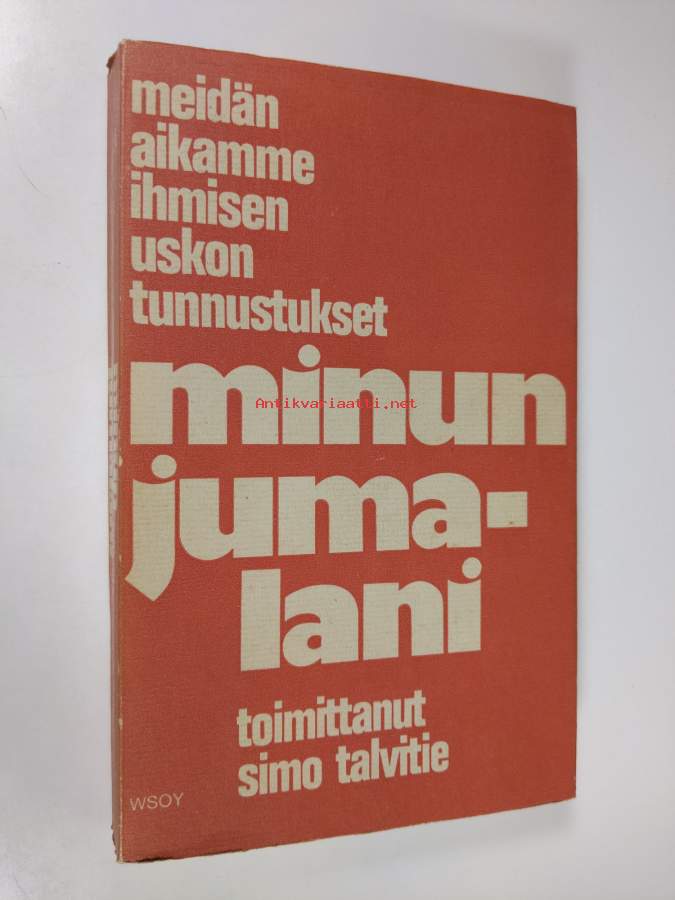 meidän
aikamme
ihmisen
uskon
tunnustukset
minun
Antikvariaatti.net
juma-
lani
toimittanut
simo talvitie
WSOY